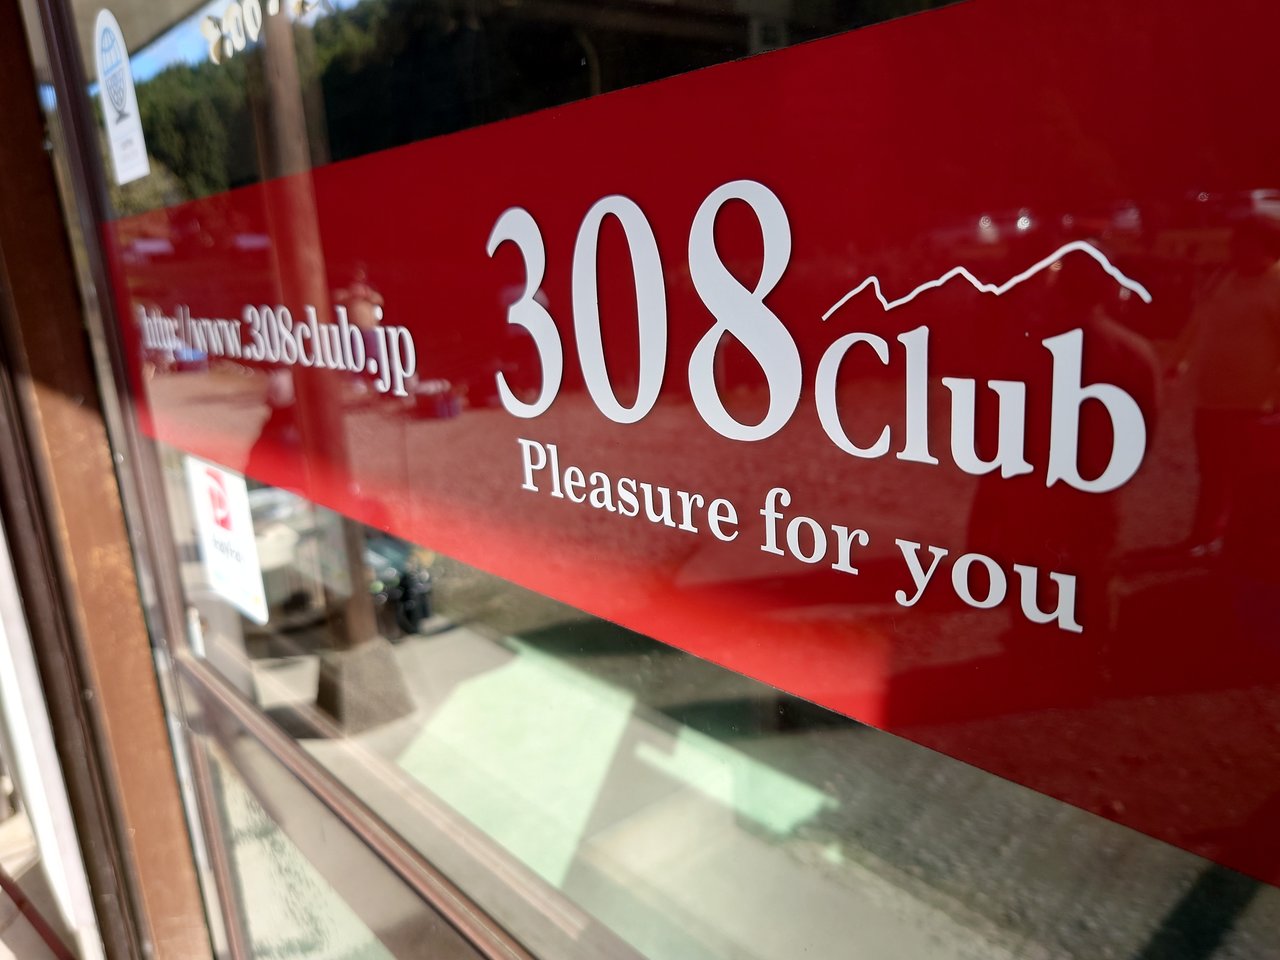 308Club
Pleasure for you
http://www.308club.jp